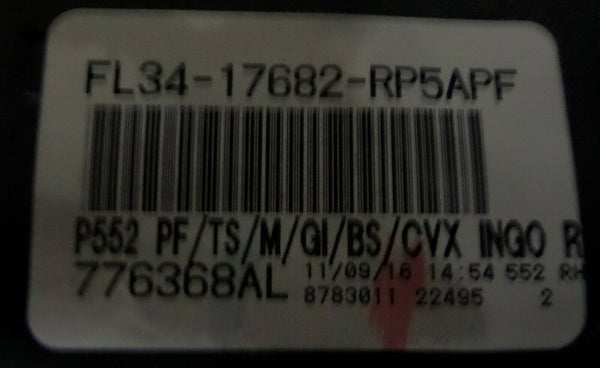 FL34-17682-RP5APF
P552 PF/TS/M/GI/BS/CVX INGO R
776368AL 11/09/16 14:54 552 RH
8783011 22495 2